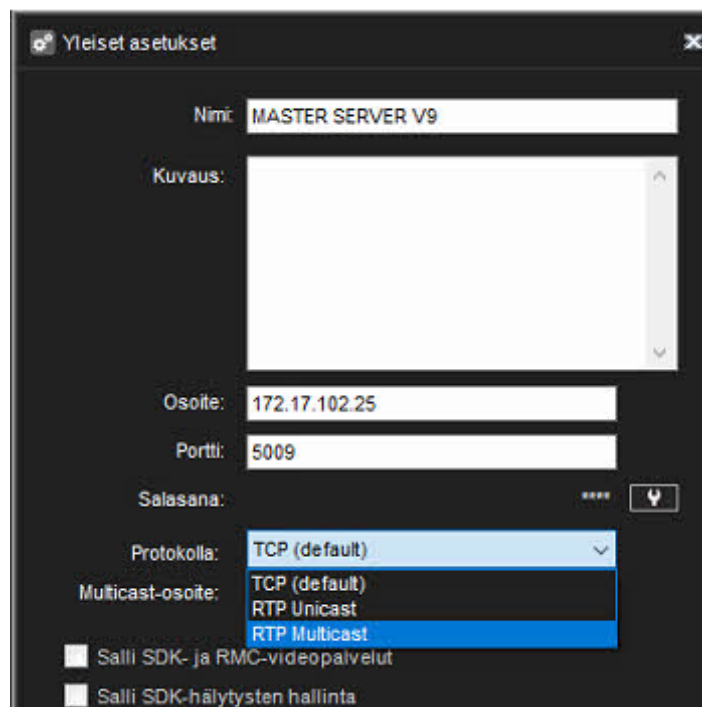 Yleiset asetukset
Nimi: MASTER SERVER V9
Kuvaus:
Osoite: 172.17.102.25
Portti: 5009
Salasana: ****
Protokolla: TCP (default)
TCP (default)
Multicast-osoite:
RTP Unicast
RTP Multicast
Salli SDK- ja RMC-videopalvelut
Salli SDK-hälytysten hallinta